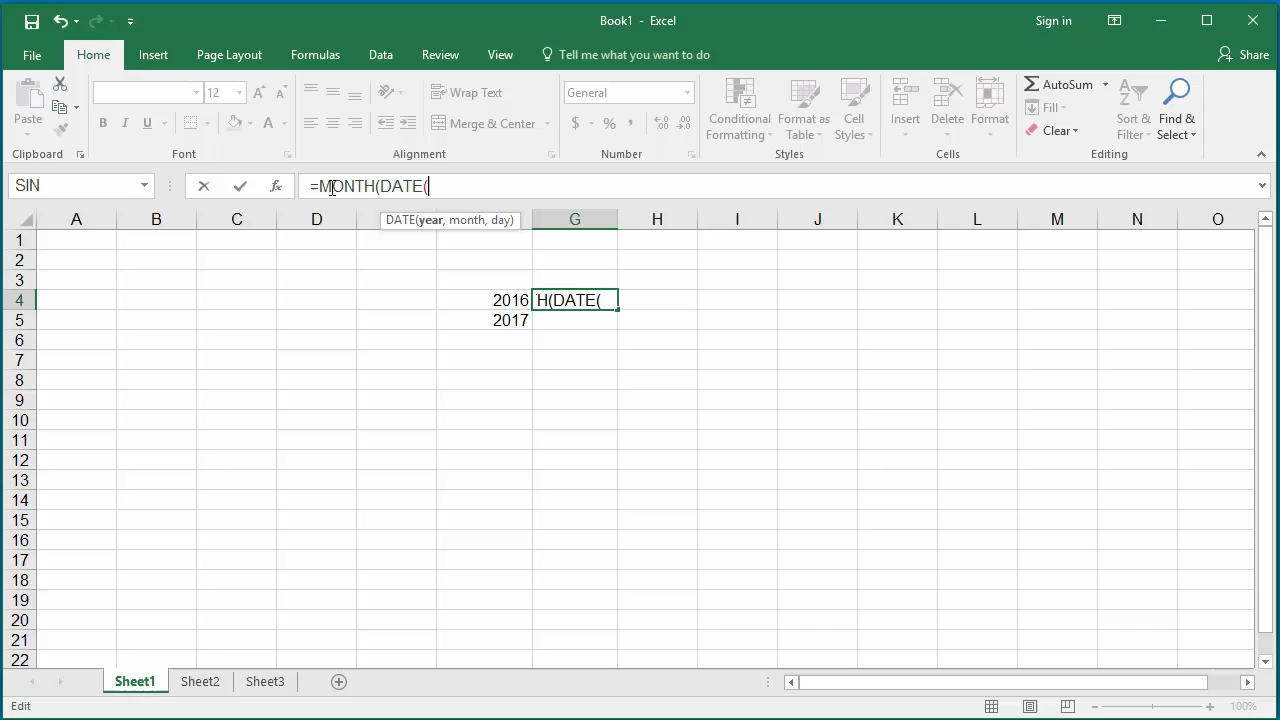 Book1 - Excel
Sign in
File Home Insert Page Layout Formulas Data Review View Tell me what you want to do Share
Paste
12
B I U
Wrap Text
Merge & Center
General
$ % ,
Conditional Formatting
Format as Table
Cell Styles
Insert
Delete
Format
AutoSum
Fill
Clear
Sort & Filter
Find & Select
Clipboard Font Alignment Number Styles Cells Editing
SIN fx =MONTH(DATE(
DATE(year, month, day)
A B C D G H I J K L M N O
1
2
3
4 2016 H(DATE(
5 2017
6
7
8
9
10
11
12
13
14
15
16
17
18
19
20
21
22
Sheet1 Sheet2 Sheet3
Edit 100%